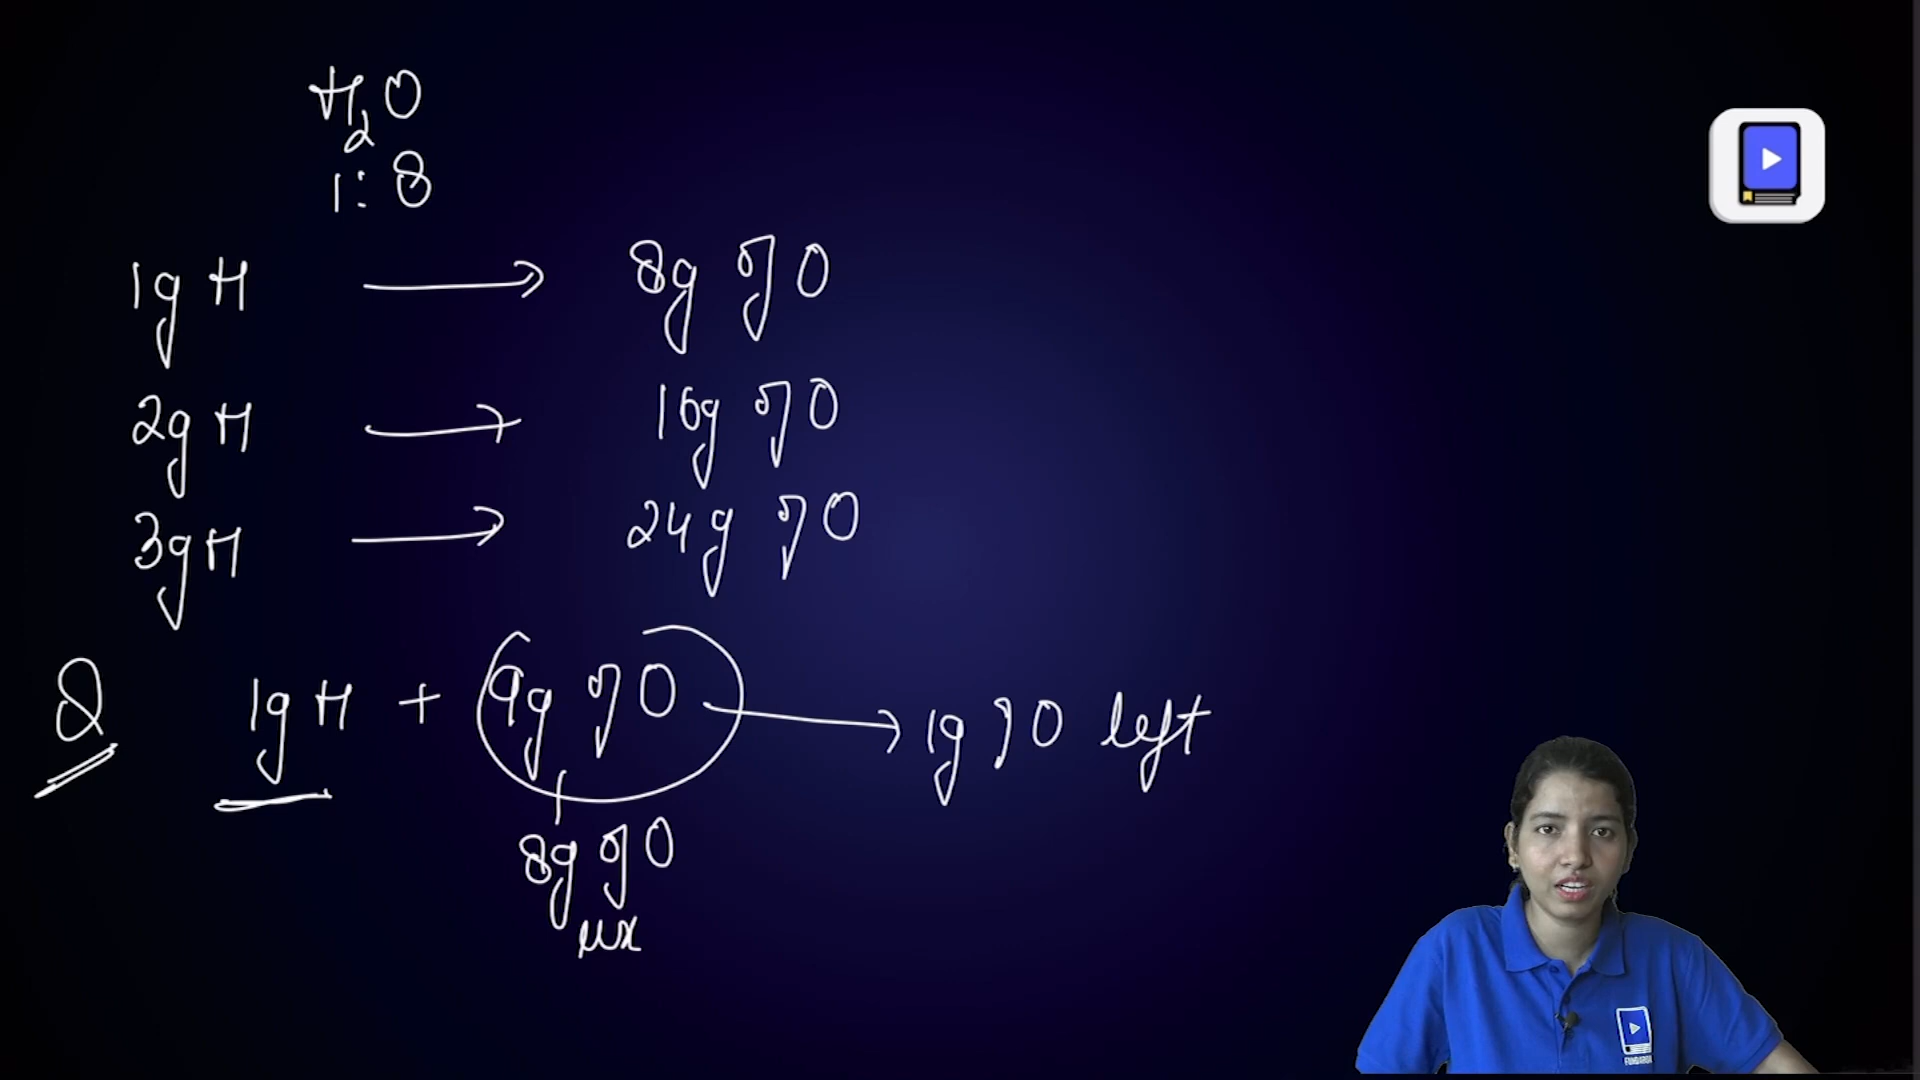 H2O
1:8
1g H → 8g of O
2g H → 16g of O
3g H → 24g of O
Q 1g H + 9g of O → 1g of O left
8g of O